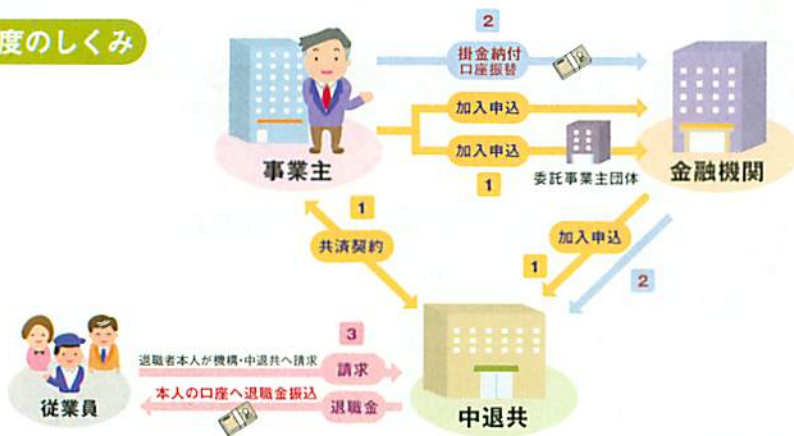 度のしくみ
2
掛金納付
口座振替
加入申込
加入申込
1
委託事業主団体
事業主
金融機関
1
共済契約
加入申込
1
2
3
退職者本人が機構・中退共へ請求
請求
本人の口座へ退職金振込
退職金
従業員
中退共